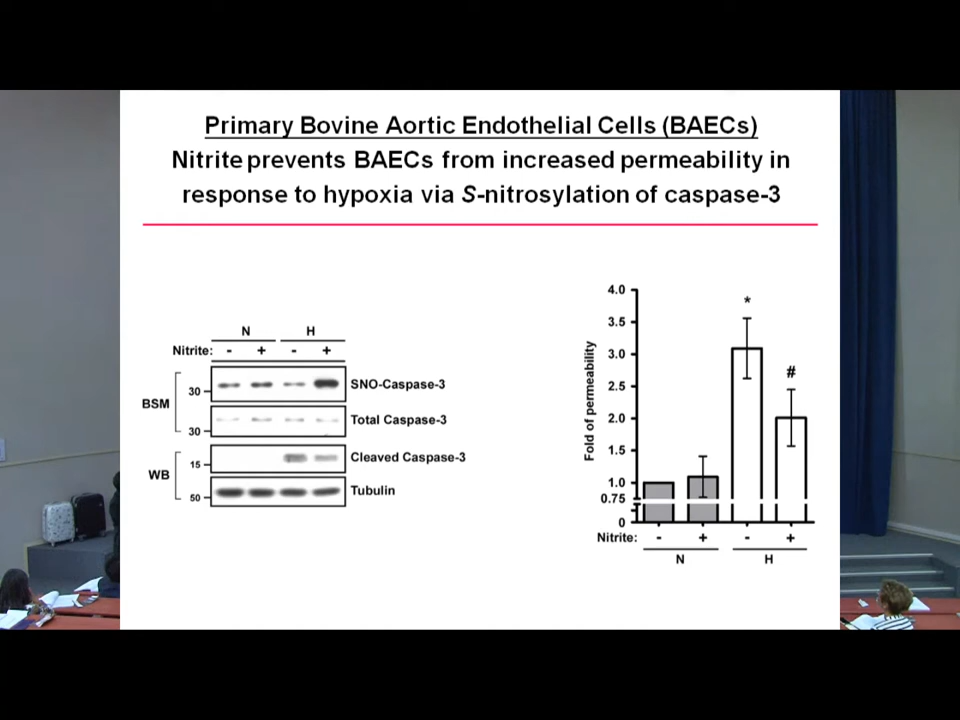 Primary Bovine Aortic Endothelial Cells (BAECs)
Nitrite prevents BAECs from increased permeability in
response to hypoxia via S-nitrosylation of caspase-3
N H
Nitrite: - + - +
BSM
30 SNO-Caspase-3
Total Caspase-3
30
WB
15 Cleaved Caspase-3
50 Tubulin
Fold of permeability
4.0
3.5
3.0
2.5
2.0
1.5
1.0
0.75
0
*
#
Nitrite: - + - +
N H